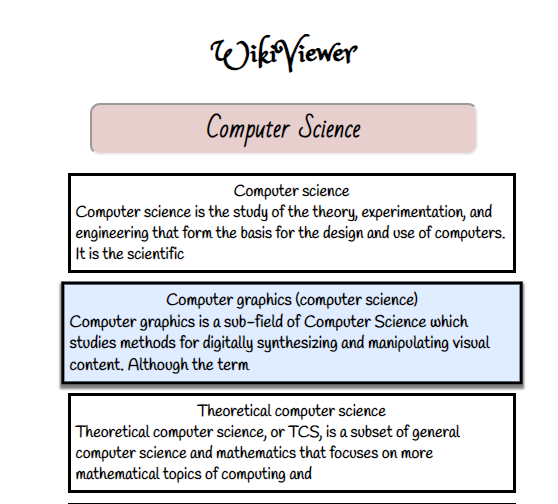 WikiViewer
Computer Science
Computer science
Computer science is the study of the theory, experimentation, and
engineering that form the basis for the design and use of computers.
It is the scientific
Computer graphics (computer science)
Computer graphics is a sub-field of Computer Science which
studies methods for digitally synthesizing and manipulating visual
content. Although the term
Theoretical computer science
Theoretical computer science, or TCS, is a subset of general
computer science and mathematics that focuses on more
mathematical topics of computing and